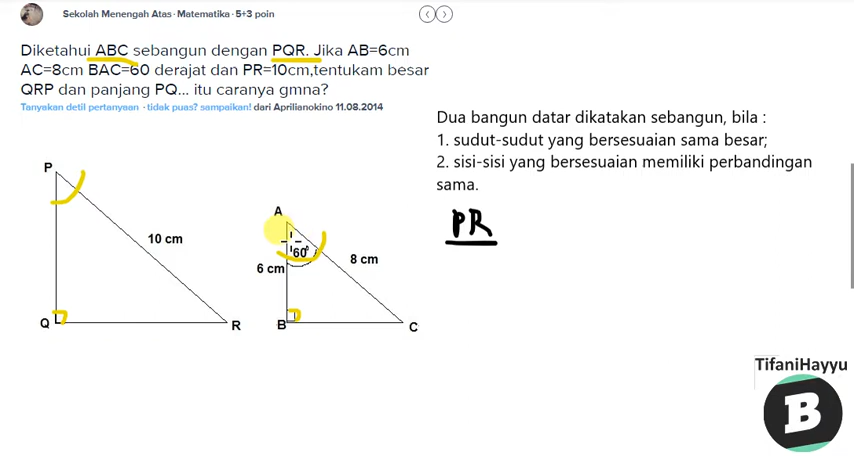 Sekolah Menengah Atas · Matematika · 5+3 poin
Diketahui ABC sebangun dengan PQR. Jika AB=6cm
AC=8cm BAC=60 derajat dan PR=10cm,tentukam besar
QRP dan panjang PQ... itu caranya gmna?
Tanyakan detil pertanyaan · tidak puas? sampaikan! dari Aprilianokino 11.08.2014
Dua bangun datar dikatakan sebangun, bila :
1. sudut-sudut yang bersesuaian sama besar;
2. sisi-sisi yang bersesuaian memiliki perbandingan
sama.
PR
P
10 cm
Q
R
A
60°
6 cm
8 cm
B
C
TifaniHayyu
B